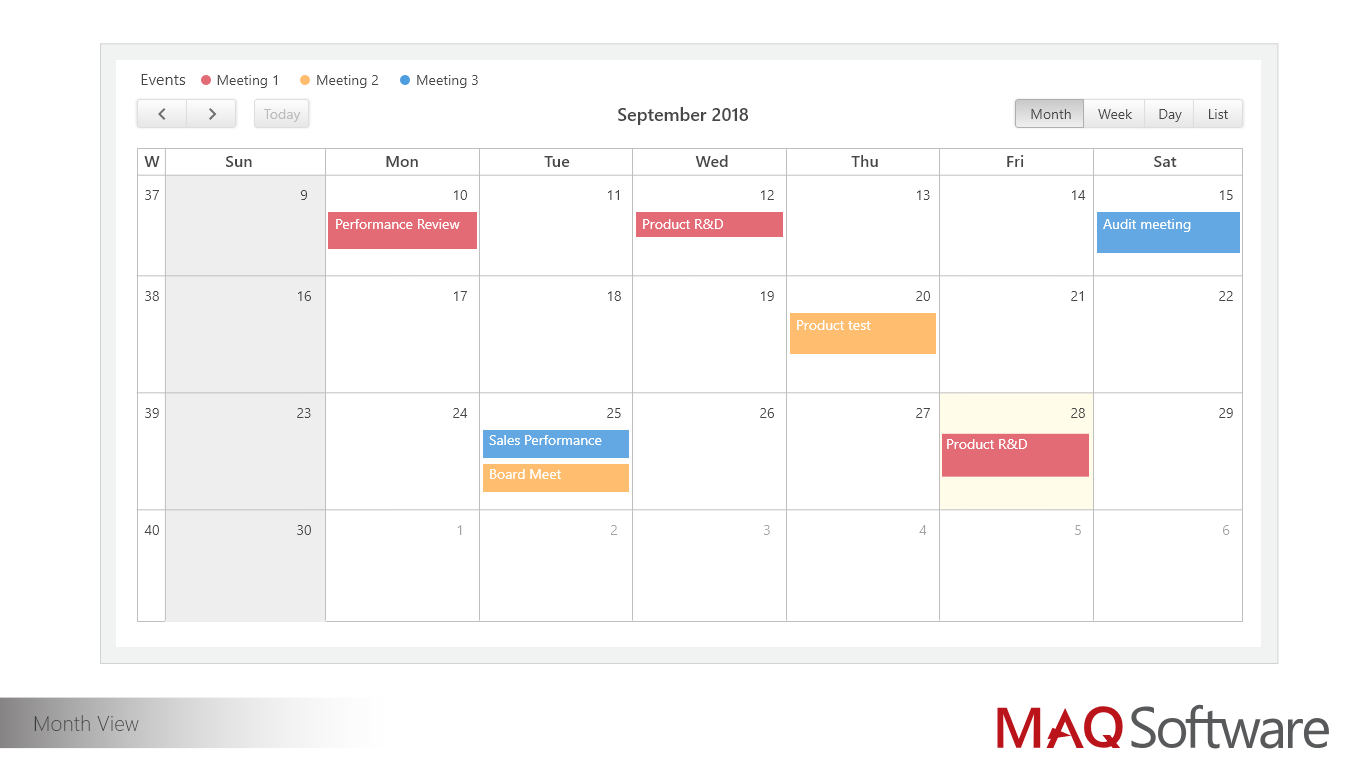 Events Meeting 1 Meeting 2 Meeting 3
Today September 2018 Month Week Day List
W Sun Mon Tue Wed Thu Fri Sat
37 9 10 11 12 13 14 15
Performance Review Product R&D Audit meeting
38 16 17 18 19 20 21 22
Product test
39 23 24 25 26 27 28 29
Sales Performance Product R&D
Board Meet
40 30 1 2 3 4 5 6
Month View
MAQ Software